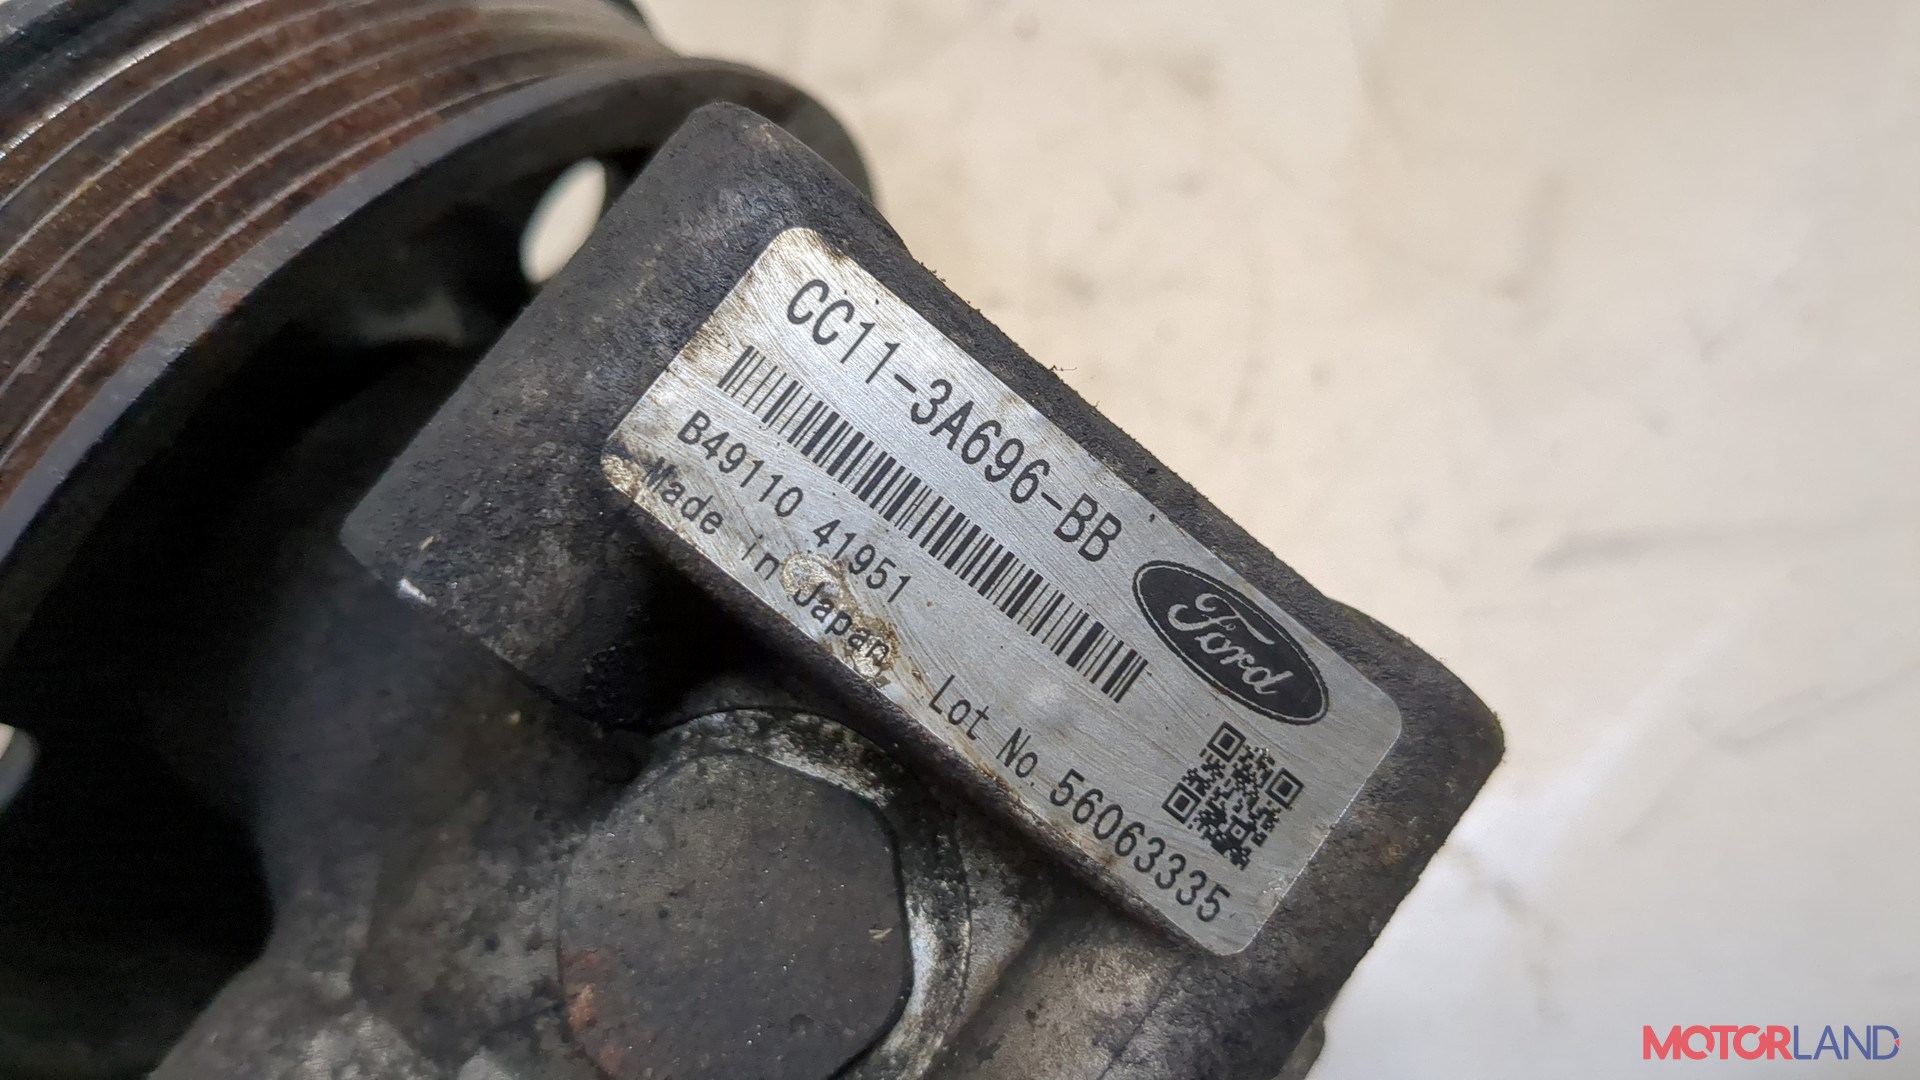 CC11-3A696-BB
B49110 41951
Made in Japan
Lot No. 56063335
Ford
MOTORLAND